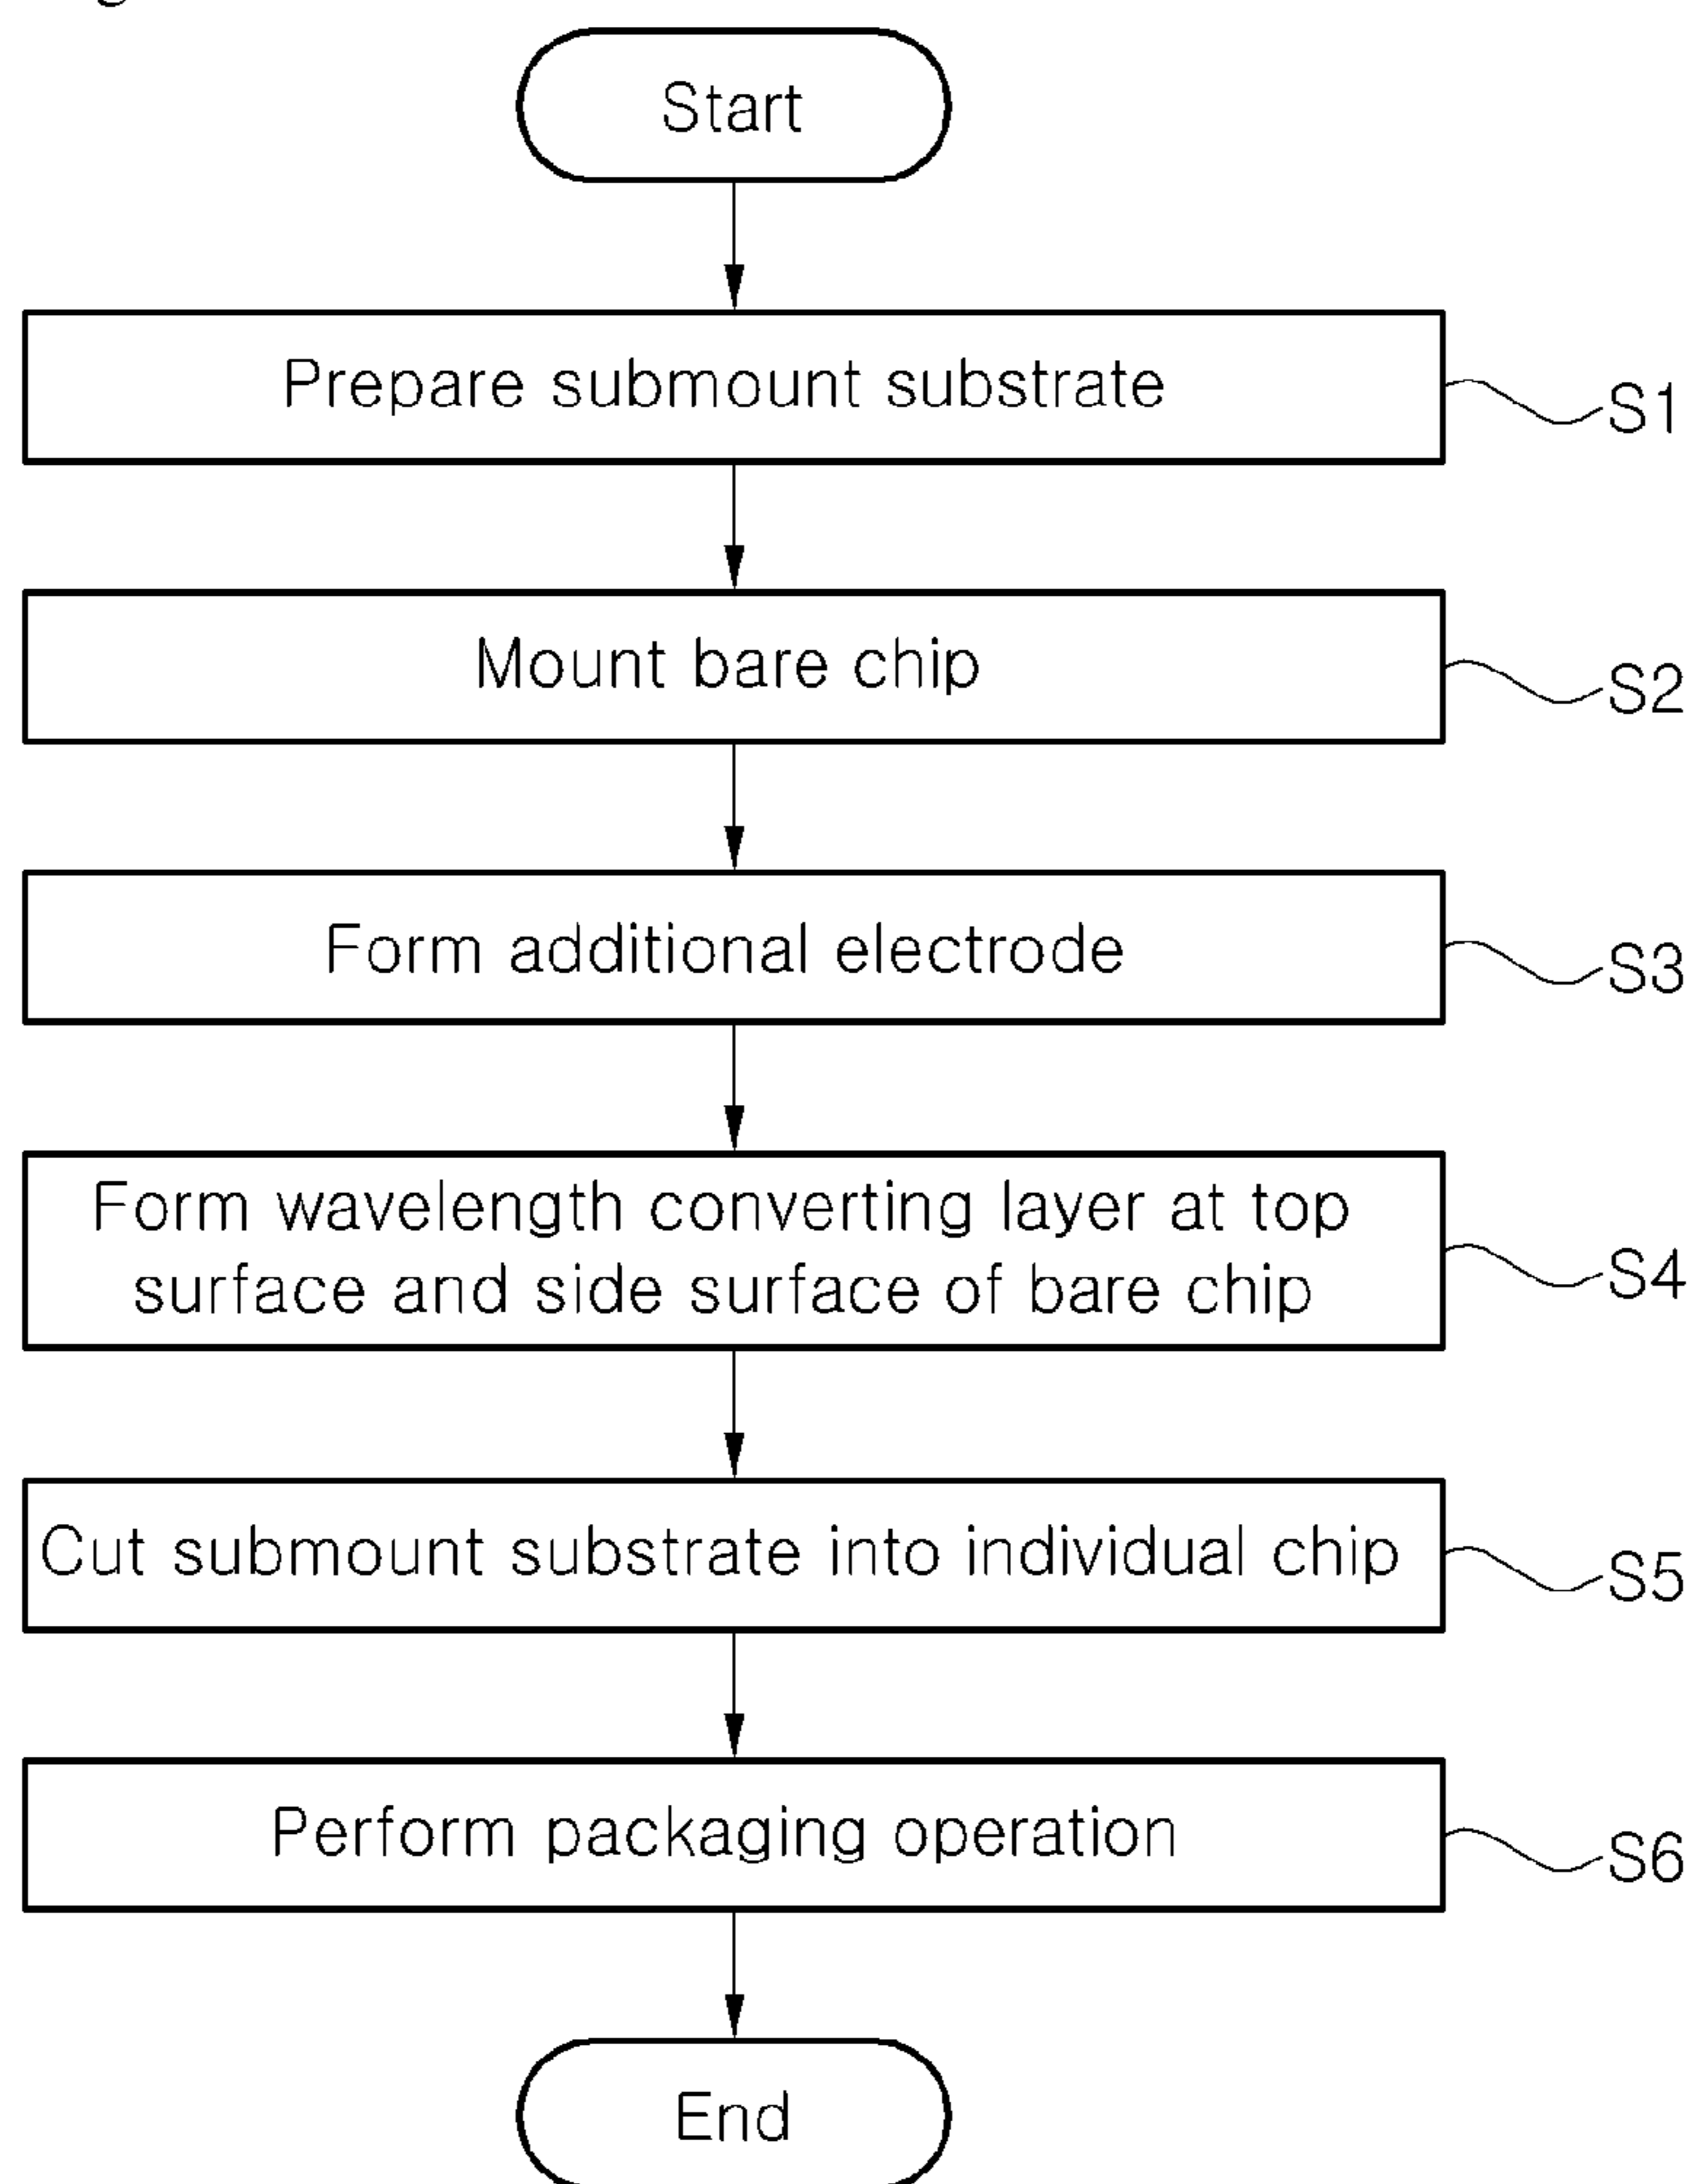 Start
Prepare submount substrate
S1
Mount bare chip
S2
Form additional electrode
S3
Form wavelength converting layer at top
surface and side surface of bare chip
S4
Cut submount substrate into individual chip
S5
Perform packaging operation
S6
End